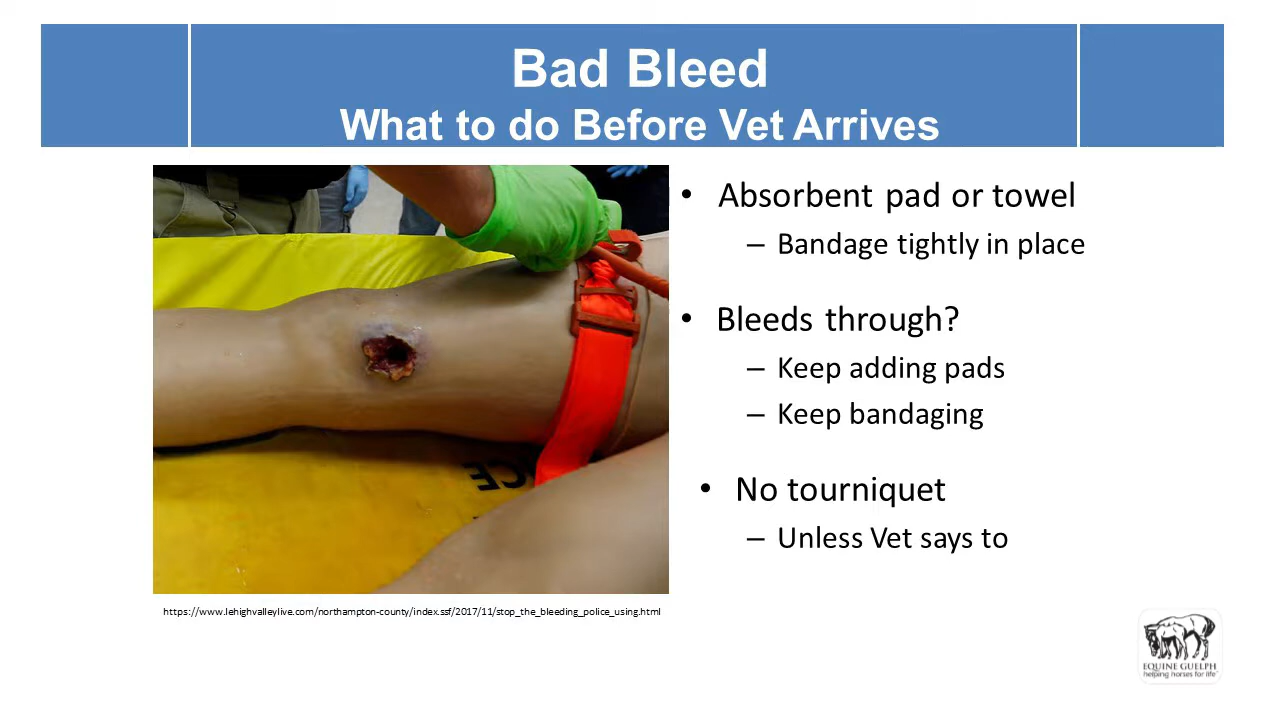 Bad Bleed
What to do Before Vet Arrives
• Absorbent pad or towel
– Bandage tightly in place
• Bleeds through?
– Keep adding pads
– Keep bandaging
• No tourniquet
– Unless Vet says to
CE
https://www.lehighvalleylive.com/northampton-county/index.ssf/2017/11/stop_the_bleeding_police_using.html
EQUINE GUELPH
helping horses for life™